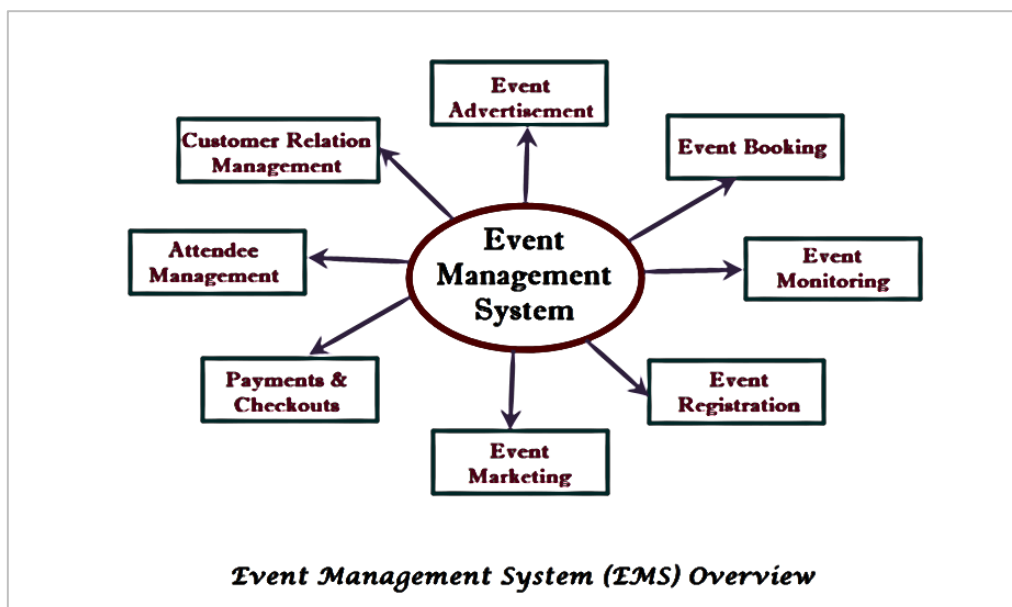 Event
Advertisement
Customer Relation
Management
Event Booking
Event
Management
System
Attendee
Management
Event
Monitoring
Payments &
Checkouts
Event
Registration
Event
Marketing
Event Management System (EMS) Overview